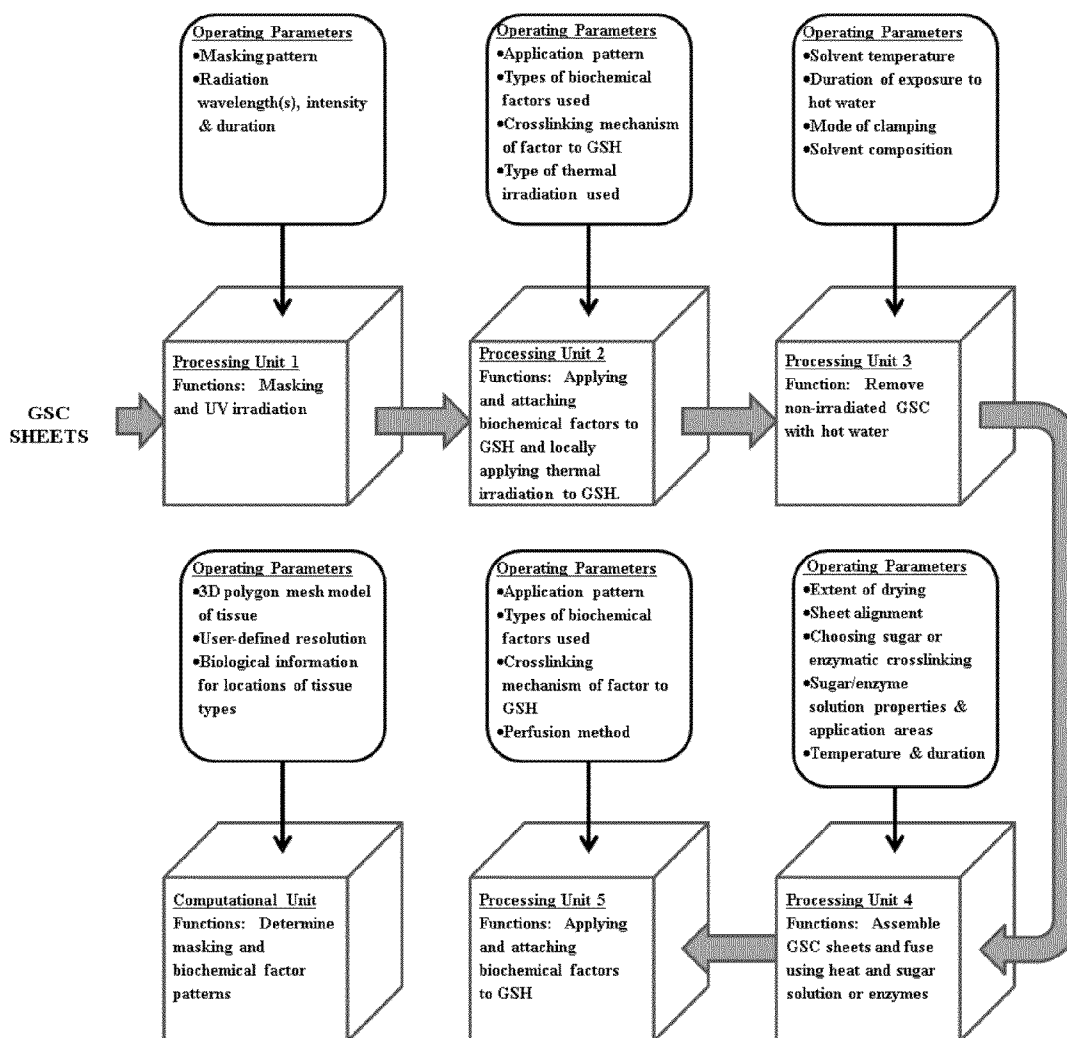 Operating Parameters
•Masking pattern
•Radiation
wavelength(s), intensity
& duration
Operating Parameters
•Application pattern
•Types of biochemical
factors used
•Crosslinking mechanism
of factor to GSH
•Type of thermal
irradiation used
Operating Parameters
•Solvent temperature
•Duration of exposure to
hot water
•Mode of clamping
•Solvent composition
GSC
SHEETS
Processing Unit 1
Functions: Masking
and UV irradiation
Processing Unit 2
Functions: Applying
and attaching
biochemical factors to
GSH and locally
applying thermal
irradiation to GSH.
Processing Unit 3
Function: Remove
non-irradiated GSC
with hot water
Operating Parameters
•3D polygon mesh model
of tissue
•User-defined resolution
•Biological information
for locations of tissue
types
Operating Parameters
•Application pattern
•Types of biochemical
factors used
•Crosslinking
mechanism of factor to
GSH
•Perfusion method
Operating Parameters
•Extent of drying
•Sheet alignment
•Choosing sugar or
enzymatic crosslinking
•Sugar/enzyme
solution properties &
application areas
•Temperature & duration
Computational Unit
Functions: Determine
masking and
biochemical factor
patterns
Processing Unit 5
Functions: Applying
and attaching
biochemical factors
to GSH
Processing Unit 4
Functions: Assemble
GSC sheets and fuse
using heat and sugar
solution or enzymes